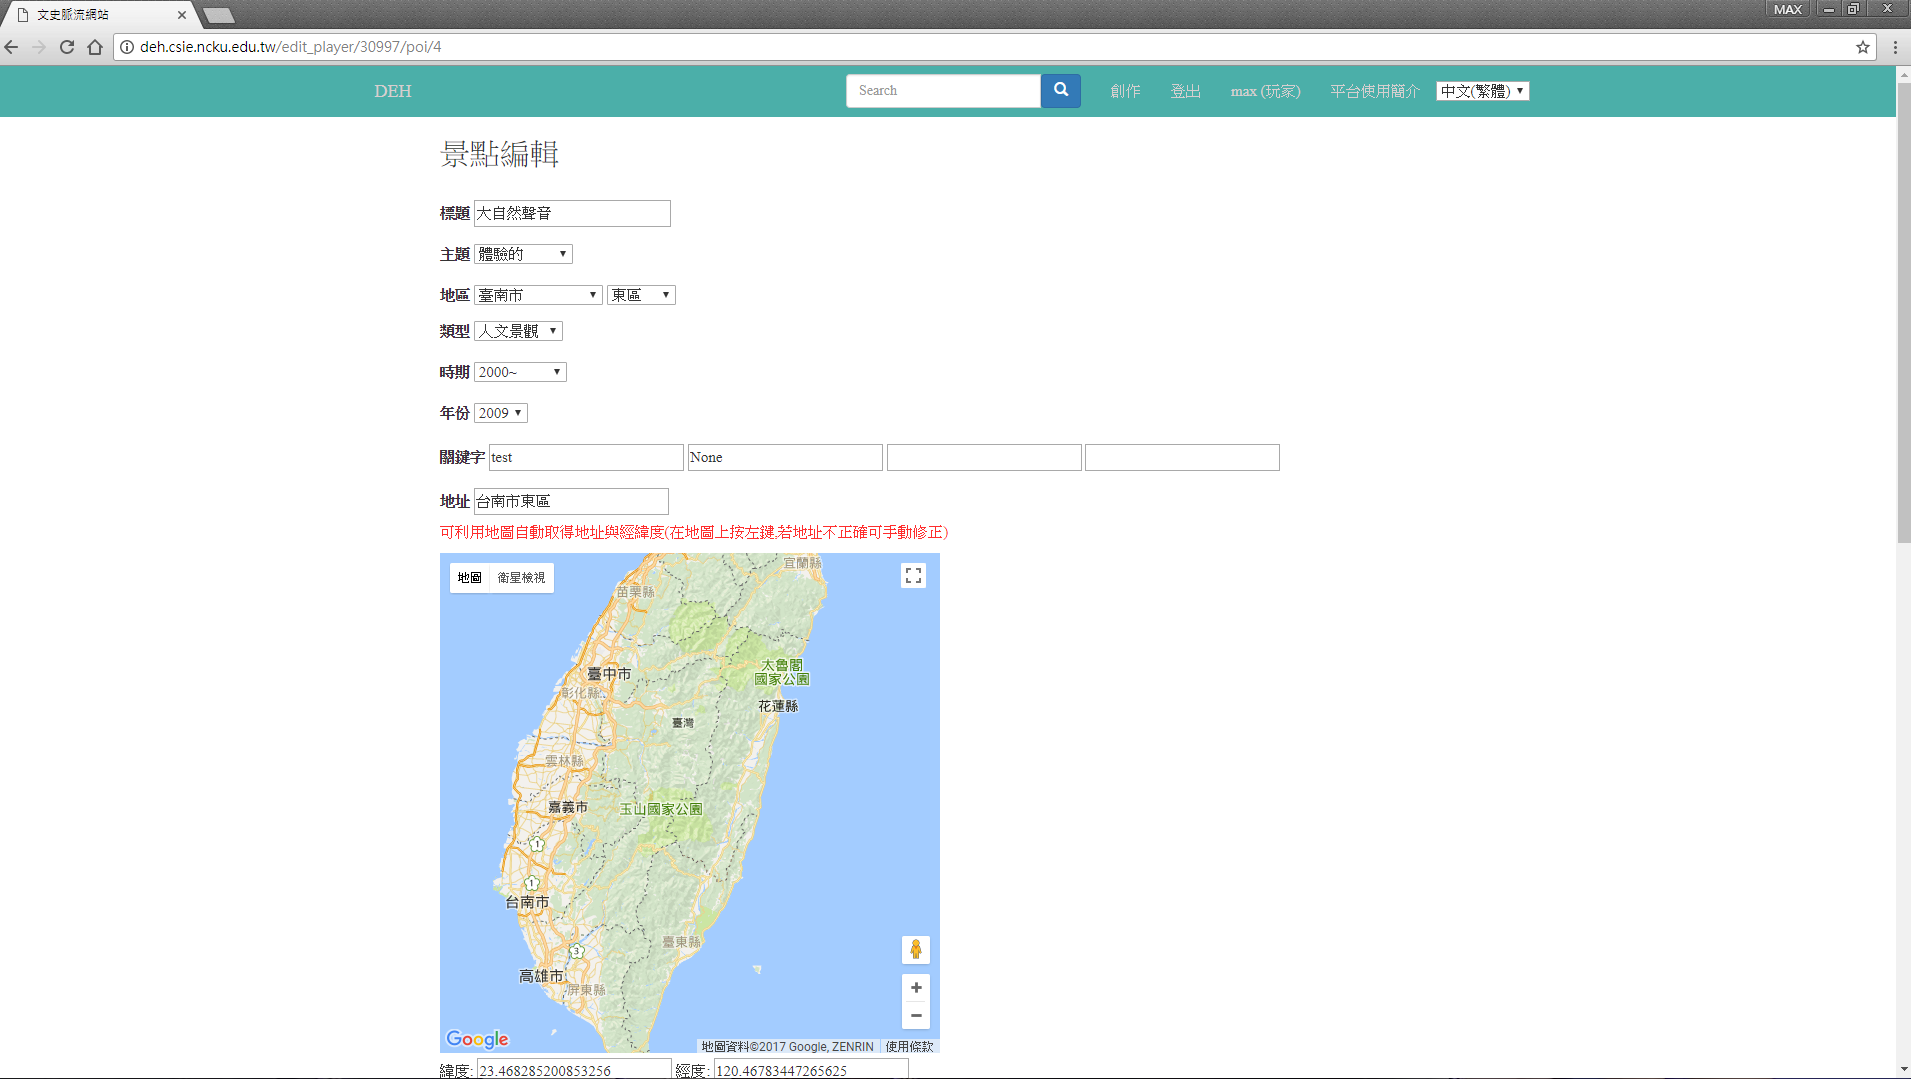 文史脈流網站
MAX
deh.csie.ncku.edu.tw/edit_player/30997/poi/4
DEH Search 創作 登出 max (玩家) 平台使用簡介 中文(繁體)
景點編輯
標題 大自然聲音
主題 體驗的
地區 臺南市 東區
類型 人文景觀
時期 2000~
年份 2009
關鍵字 test None
地址 台南市東區
可利用地圖自動取得地址與經緯度(在地圖上按左鍵,若地址不正確可手動修正)
地圖 衛星檢視
宜蘭縣
苗栗縣
太魯閣
國家公園
臺中市
彰化縣
花蓮縣
臺灣
雲林縣
嘉義市
玉山國家公園
1
1
台南市
臺東縣
3
高雄市
屏東縣
Google
地圖資料©2017 Google, ZENRIN 使用條款
緯度: 23.468285200853256 經度: 120.46783447265625